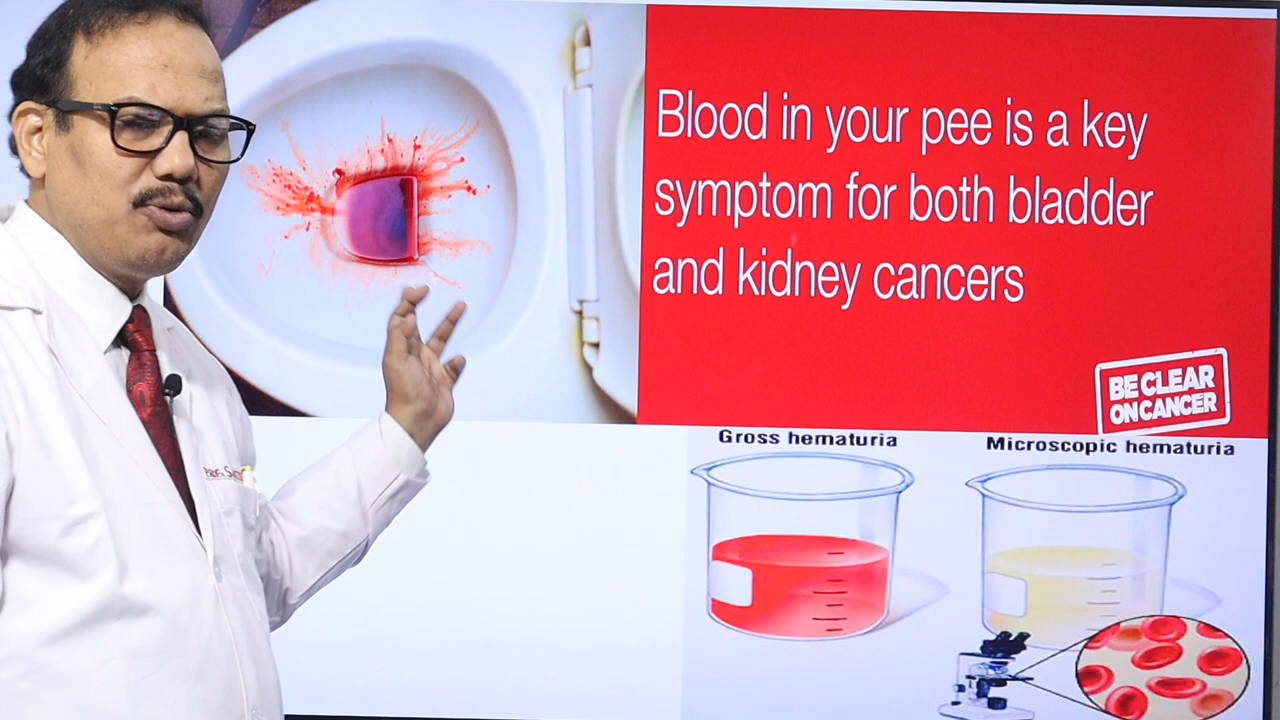 Blood in your pee is a key
symptom for both bladder
and kidney cancers
BE CLEAR
ON CANCER
Gross hematuria
Microscopic hematuria